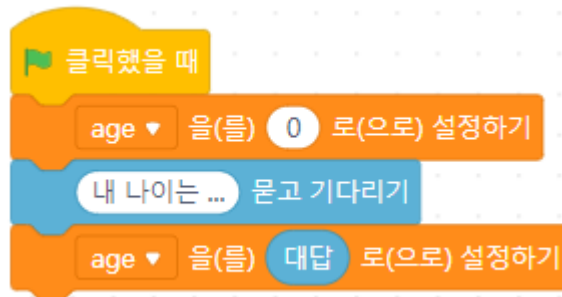 클릭했을 때
age 을(를) 0 로(으로) 설정하기
내 나이는 ... 묻고 기다리기
age 을(를) 대답 로(으로) 설정하기